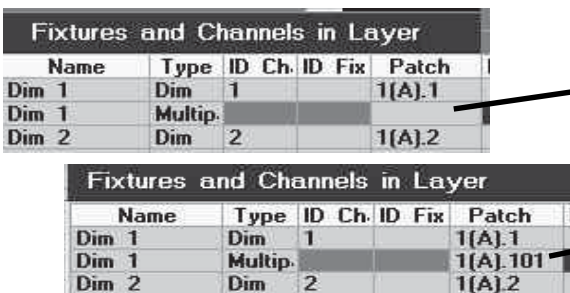 Fixtures and Channels in Layer
Name Type ID Ch. ID Fix Patch
Dim 1 Dim 1 1(A).1
Dim 1 Multip.
Dim 2 Dim 2 1(A).2
Fixtures and Channels in Layer
Name Type ID Ch. ID Fix Patch
Dim 1 Dim 1 1(A).1
Dim 1 Multip. 1(A).101
Dim 2 Dim 2 1(A).2